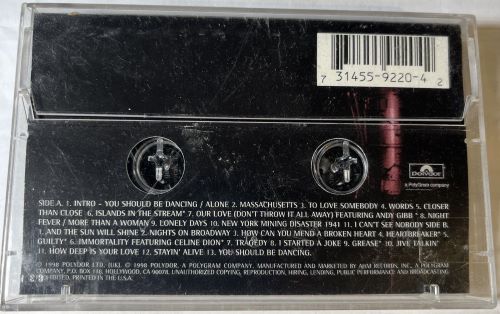 7 31455-9220-4 2
Polydor
a PolyGram company
SIDE A. 1. INTRO - YOU SHOULD BE DANCING / ALONE 2. MASSACHUSETTS 3. TO LOVE SOMEBODY 4. WORDS 5. CLOSER
THAN CLOSE 6. ISLANDS IN THE STREAM* 7. OUR LOVE (DON'T THROW IT ALL AWAY) FEATURING ANDY GIBB * 8. NIGHT
FEVER / MORE THAN A WOMAN 9. LONELY DAYS 10. NEW YORK MINING DISASTER 1941 11. I CAN'T SEE NOBODY SIDE B.
1. AND THE SUN WILL SHINE 2. NIGHTS ON BROADWAY 3. HOW CAN YOU MEND A BROKEN HEART 4. HEARTBREAKER*
5. GUILTY* 6. IMMORTALITY FEATURING CELINE DION* 7. TRAGEDY 8. I STARTED A JOKE 9. GREASE* 10. JIVE TALKIN'
11. HOW DEEP IS YOUR LOVE 12. STAYIN' ALIVE 13. YOU SHOULD BE DANCING.
℗ 1998 POLYDOR LTD. (UK). © 1998 POLYDOR, A POLYGRAM COMPANY. MANUFACTURED AND MARKETED BY A&M RECORDS, INC., A POLYGRAM
COMPANY, P.O. BOX 118, HOLLYWOOD, CA 90078. UNAUTHORIZED COPYING, REPRODUCTION, HIRING, LENDING, PUBLIC PERFORMANCE AND BROADCASTING
PROHIBITED. PRINTED IN THE U.S.A.